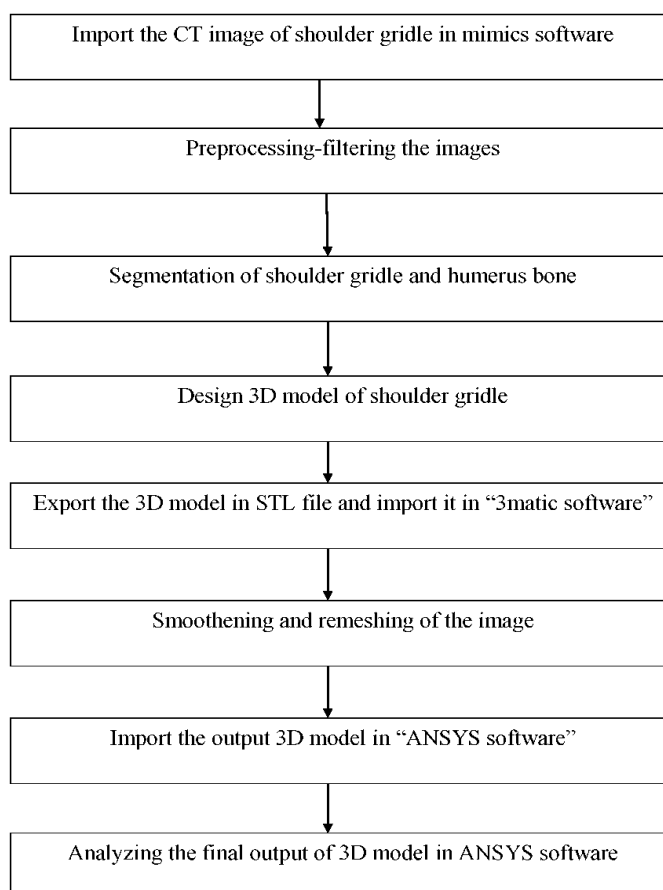 Import the CT image of shoulder gridle in mimics software
Preprocessing-filtering the images
Segmentation of shoulder gridle and humerus bone
Design 3D model of shoulder gridle
Export the 3D model in STL file and import it in “3matic software”
Smoothening and remeshing of the image
Import the output 3D model in “ANSYS software”
Analyzing the final output of 3D model in ANSYS software